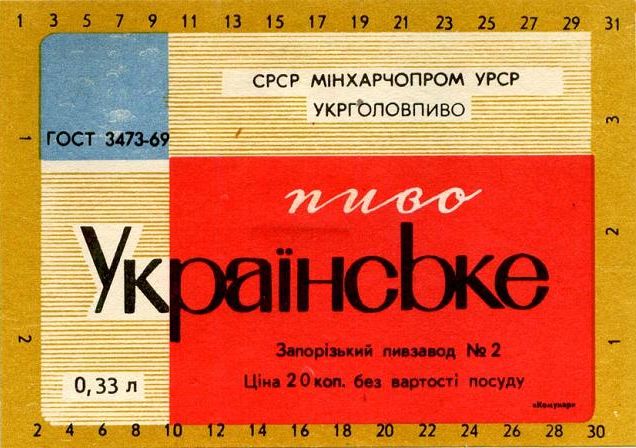 1 3 5 7 9 11 13 15 17 19 21 23 25 27 29 31
СРСР МІНХАРЧОПРОМ УРСР
УКРГОЛОВПИВО
ГОСТ 3473-69
1
3
пиво
Українське
2
2
1
Запорізький пивзавод №2
Ціна 20 коп. без вартості посуду
0,33 л
«Комунар»
2 4 6 8 10 12 14 16 18 20 22 24 26 28 30